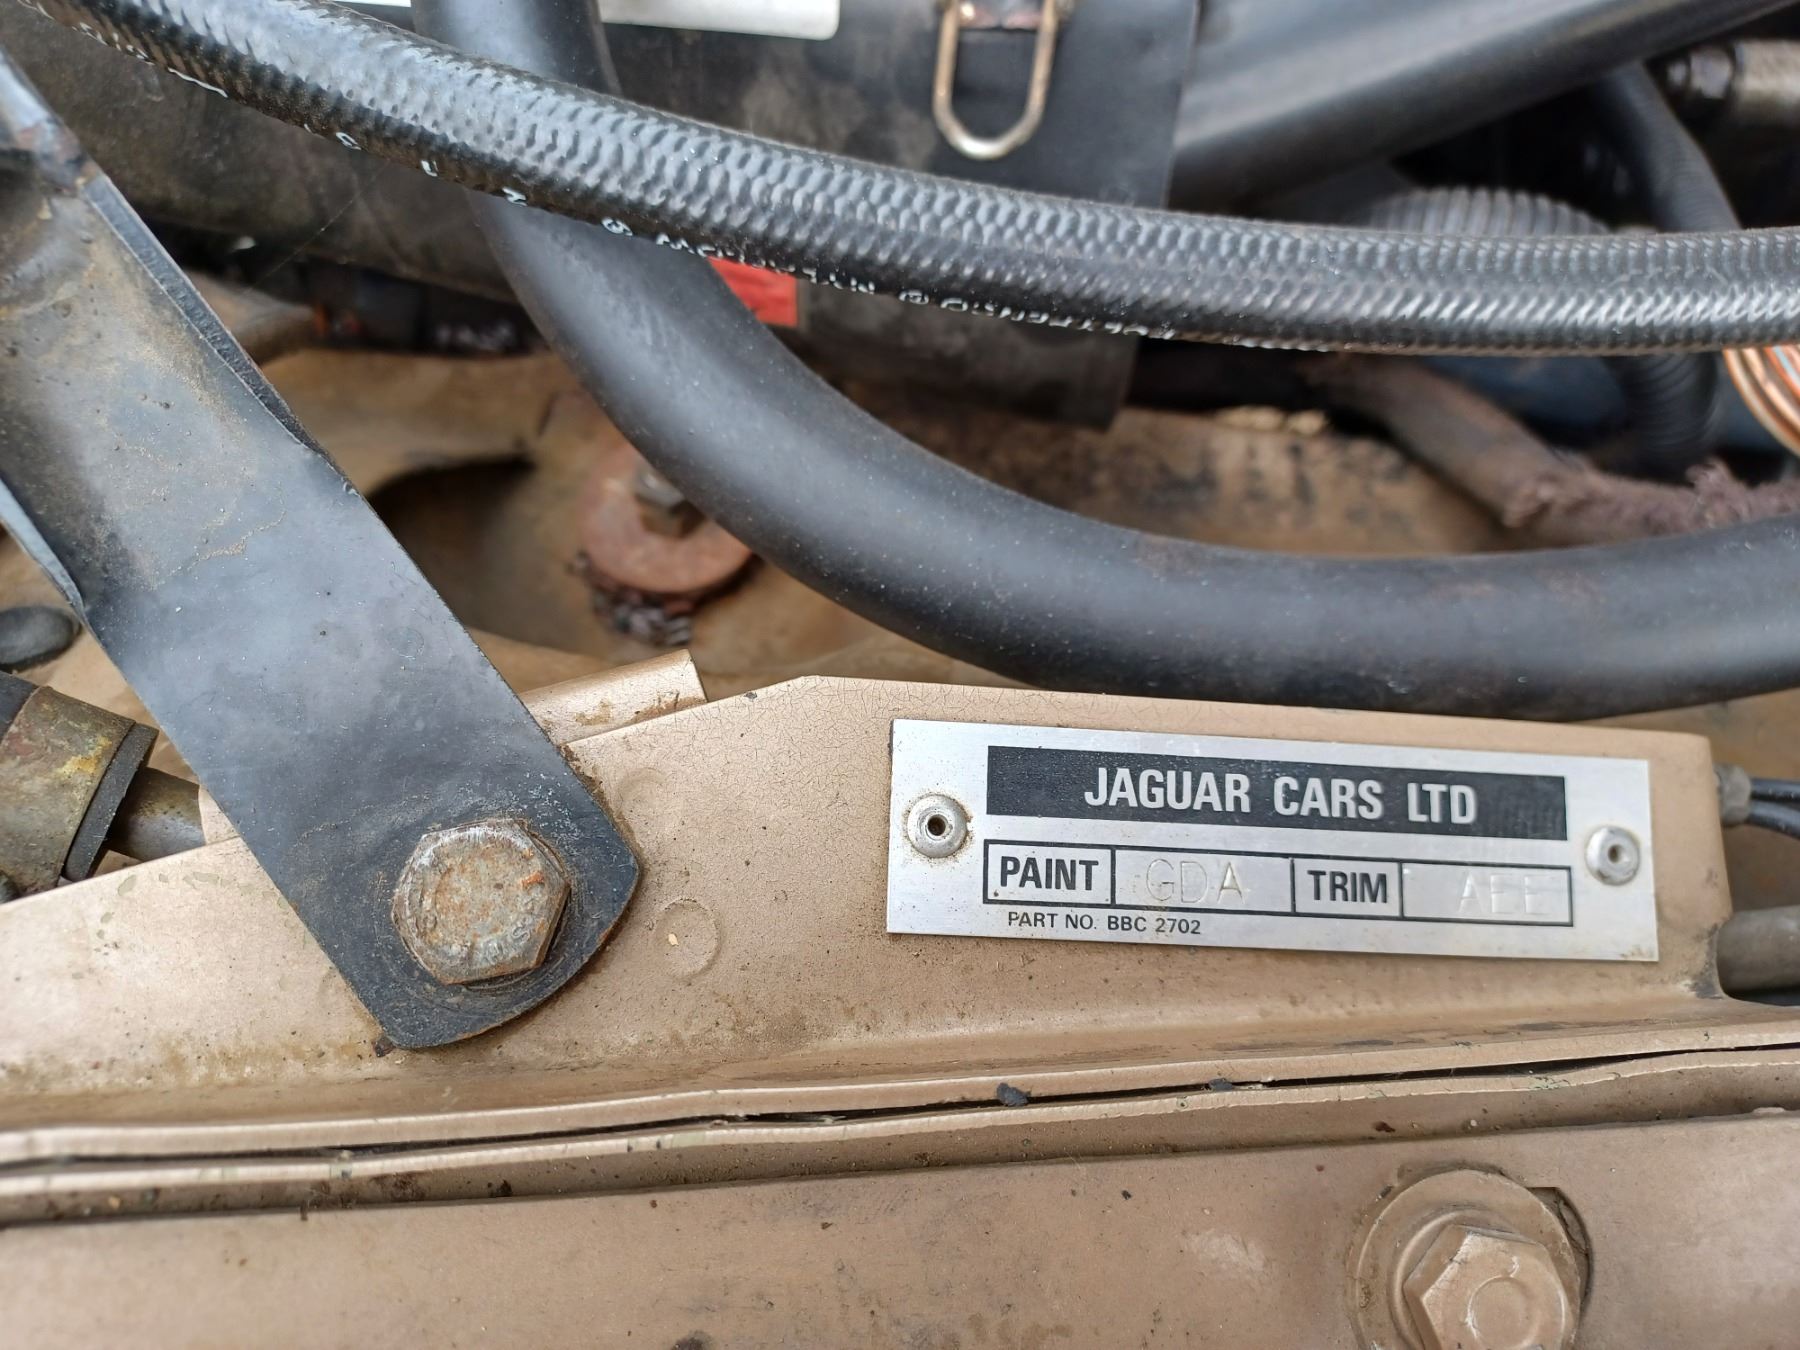 JAGUAR CARS LTD
PAINT GDA TRIM AEE
PART NO. BBC 2702